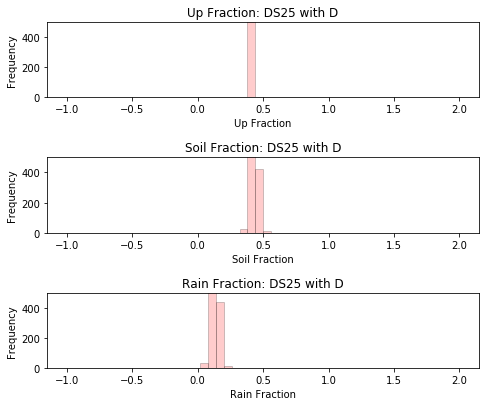 Up Fraction: DS25 with D
400
200
0
Frequency
−1.0 −0.5 0.0 0.5 1.0 1.5 2.0
Up Fraction
Soil Fraction: DS25 with D
400
200
0
Frequency
−1.0 −0.5 0.0 0.5 1.0 1.5 2.0
Soil Fraction
Rain Fraction: DS25 with D
400
200
0
Frequency
−1.0 −0.5 0.0 0.5 1.0 1.5 2.0
Rain Fraction